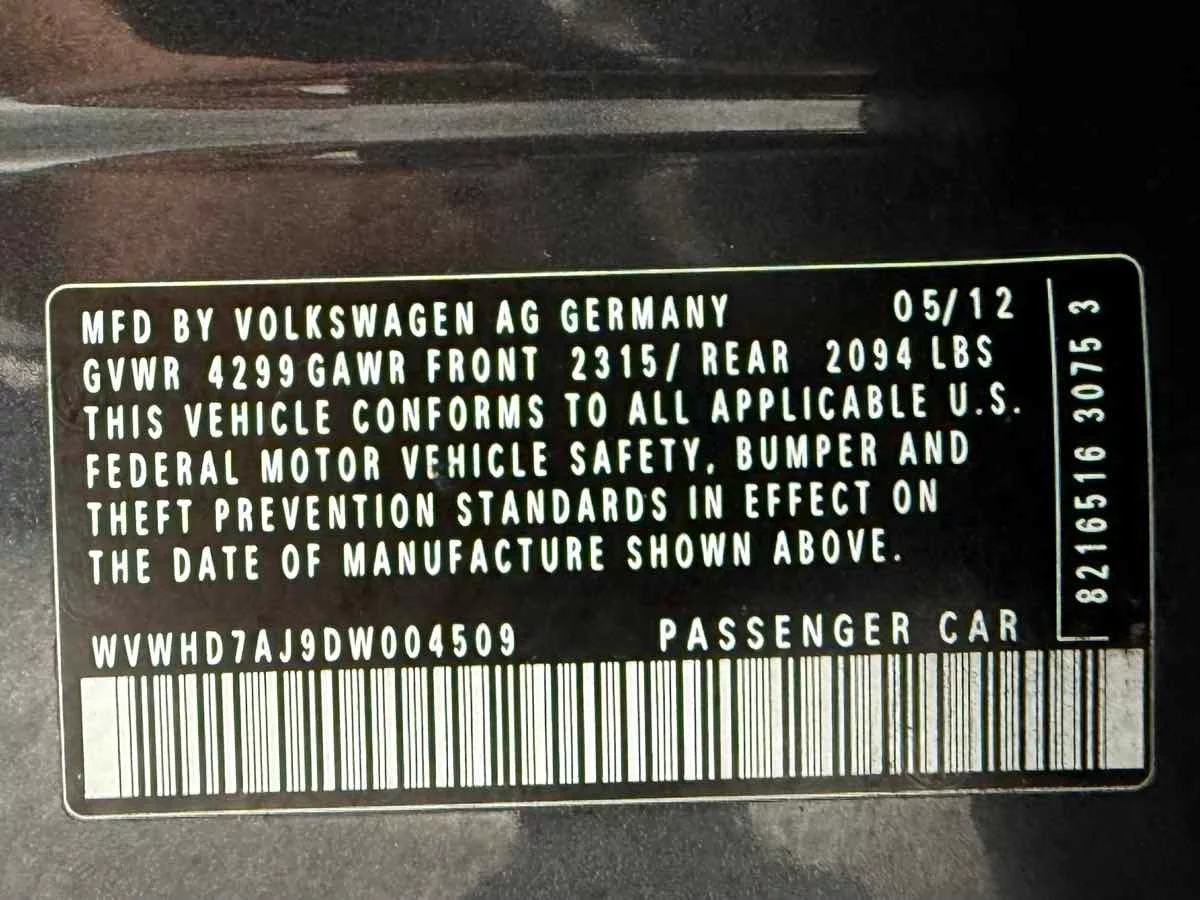 MFD BY VOLKSWAGEN AG GERMANY 05/12
GVWR 4299 GAWR FRONT 2315/ REAR 2094 LBS
THIS VEHICLE CONFORMS TO ALL APPLICABLE U.S.
FEDERAL MOTOR VEHICLE SAFETY, BUMPER AND
THEFT PREVENTION STANDARDS IN EFFECT ON
THE DATE OF MANUFACTURE SHOWN ABOVE.
WVWHD7AJ9DW004509 PASSENGER CAR
8216516 3075 3